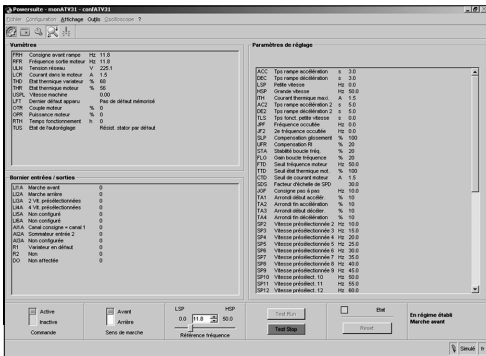 Powersuite - monATV31 - confATV31
Fichier Configuration Affichage Outils Oscilloscope ?
Vumètres
FRH Consigne avant rampe Hz 11.8
RFR Fréquence sortie moteur Hz 11.8
ULN Tension réseau V 225.1
LCR Courant dans le moteur A 1.5
THD Etat thermique variateur % 68
THR Etat thermique moteur % 56
USPL Vitesse machine 0.00
LFT Dernier défaut apparu Pas de défaut mémorisé
OTR Couple moteur % 0
OPR Puissance moteur % 0
RTH Temps fonctionnement h 0
TUS Etat de l'autoréglage Résist. stator par défaut
Bornier entrées / sorties
LI1A Marche avant 0
LI2A Marche arrière 0
LI3A 2 Vit. présélectionnées 0
LI4A 4 Vit. présélectionnées 0
LI5A Non configuré 0
LI6A Non configuré 0
AI1A Canal consigne = canal 1 0
AI2A Sommateur entrée 2 0
AI3A Non configuré 0
R1 Variateur en défaut 0
R2 Non 0
DO Non affectée 0
Paramètres de réglage
ACC Tps rampe accélération s 3.0
DEC Tps rampe décélération s 3.0
LSP Petite vitesse Hz 0.0
HSP Grande vitesse Hz 50.0
ITH Courant thermique maxi. A 1.5
AC2 Tps rampe accélération 2 s 5.0
DE2 Tps rampe décélération 2 s 5.0
TLS Tps fonct. petite vitesse s 0.0
JPF Fréquence occultée Hz 0.0
JF2 2e fréquence occultée Hz 0.0
SLP Compensation glissement % 100
UFR Compensation RI % 20
STA Stabilité boucle fréq. % 20
FLG Gain boucle fréquence % 20
FTD Seuil fréquence moteur Hz 50.0
TTD Seuil état thermique mot. % 100
CTD Seuil de courant moteur A 1.5
SDS Facteur d'échelle de SPD 30.0
JGF Consigne pas à pas Hz 10.0
TA1 Arrondi début accélér % 10
TA2 Arrondi fin accélération % 10
TA3 Arrondi début décélér % 10
TA4 Arrondi fin décélération % 10
SP2 Vitesse présélectionnée 2 Hz 10.0
SP3 Vitesse présélectionnée 3 Hz 15.0
SP4 Vitesse présélectionnée 4 Hz 20.0
SP5 Vitesse présélectionnée 5 Hz 25.0
SP6 Vitesse présélectionnée 6 Hz 30.0
SP7 Vitesse présélectionnée 7 Hz 35.0
SP8 Vitesse présélectionnée 8 Hz 40.0
SP9 Vitesse présélectionnée 9 Hz 45.0
SP10 Vitesse présélect. 10 Hz 50.0
SP11 Vitesse présélect. 11 Hz 55.0
SP12 Vitesse présélect. 12 Hz 60.0
Active
Inactive
Commande
Avant
Arrière
Sens de marche
LSP HSP
0.0 11.8 50.0
Référence fréquence
Test Run
Test Stop
Etat
Reset
En régime établi
Marche avant
Simulé fr